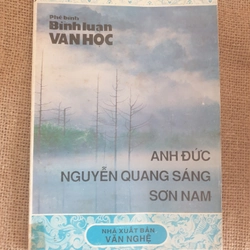 Phê bình
Bình luận
VĂN HỌC
ANH ĐỨC
NGUYỄN QUANG SÁNG
SƠN NAM
NHÀ XUẤT BẢN
VĂN NGHỆ